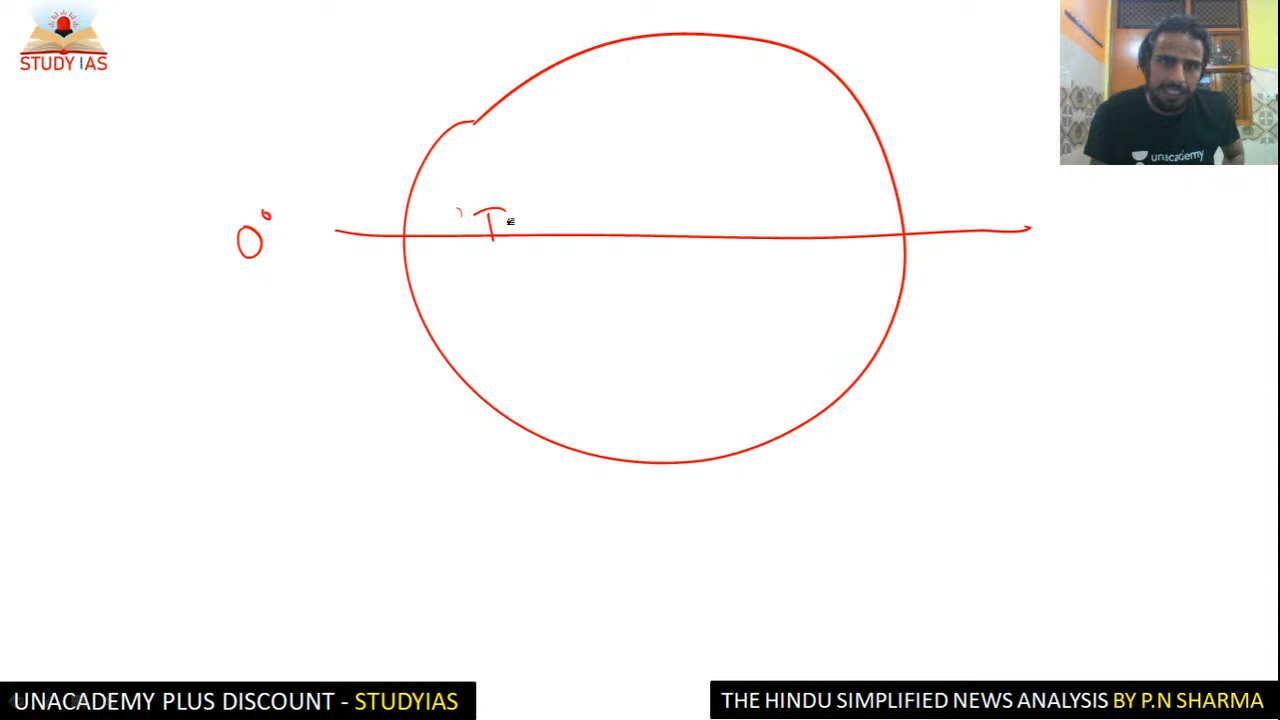 STUDY IAS
unacademy
0°
T
UNACADEMY PLUS DISCOUNT - STUDYIAS
THE HINDU SIMPLIFIED NEWS ANALYSIS BY P.N SHARMA